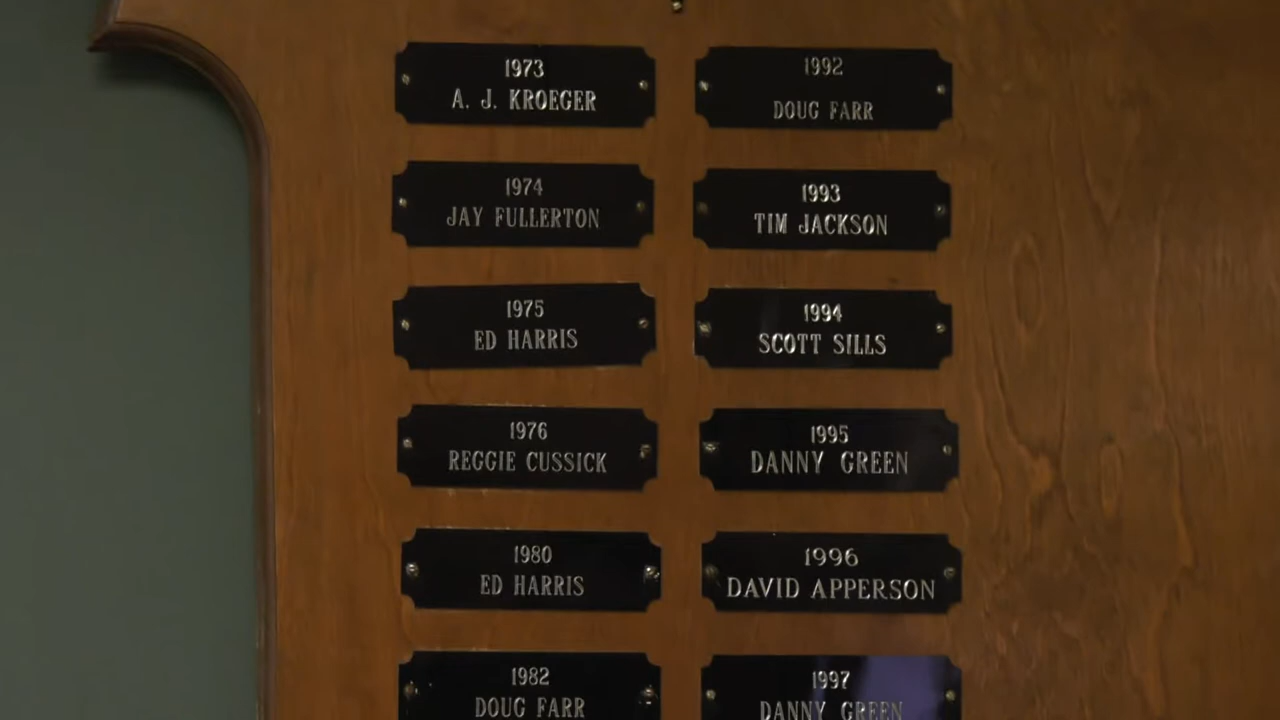 1973
A. J. KROEGER
1974
JAY FULLERTON
1975
ED HARRIS
1976
REGGIE CUSSICK
1980
ED HARRIS
1982
DOUG FARR
1992
DOUG FARR
1993
TIM JACKSON
1994
SCOTT SILLS
1995
DANNY GREEN
1996
DAVID APPERSON
1997
DANNY GREEN